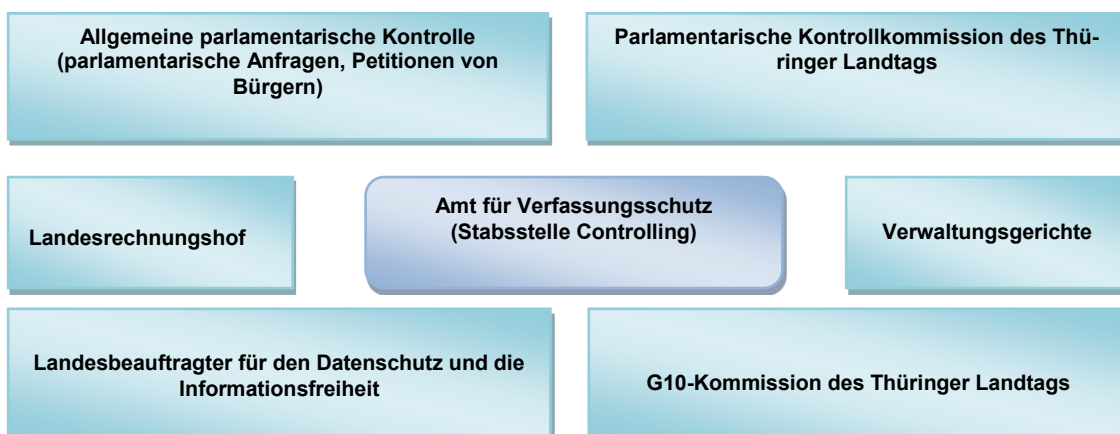 Allgemeine parlamentarische Kontrolle
(parlamentarische Anfragen, Petitionen von
Bürgern)
Parlamentarische Kontrollkommission des Thü-
ringer Landtags
Landesrechnungshof
Amt für Verfassungsschutz
(Stabsstelle Controlling)
Verwaltungsgerichte
Landesbeauftragter für den Datenschutz und die
Informationsfreiheit
G10-Kommission des Thüringer Landtags